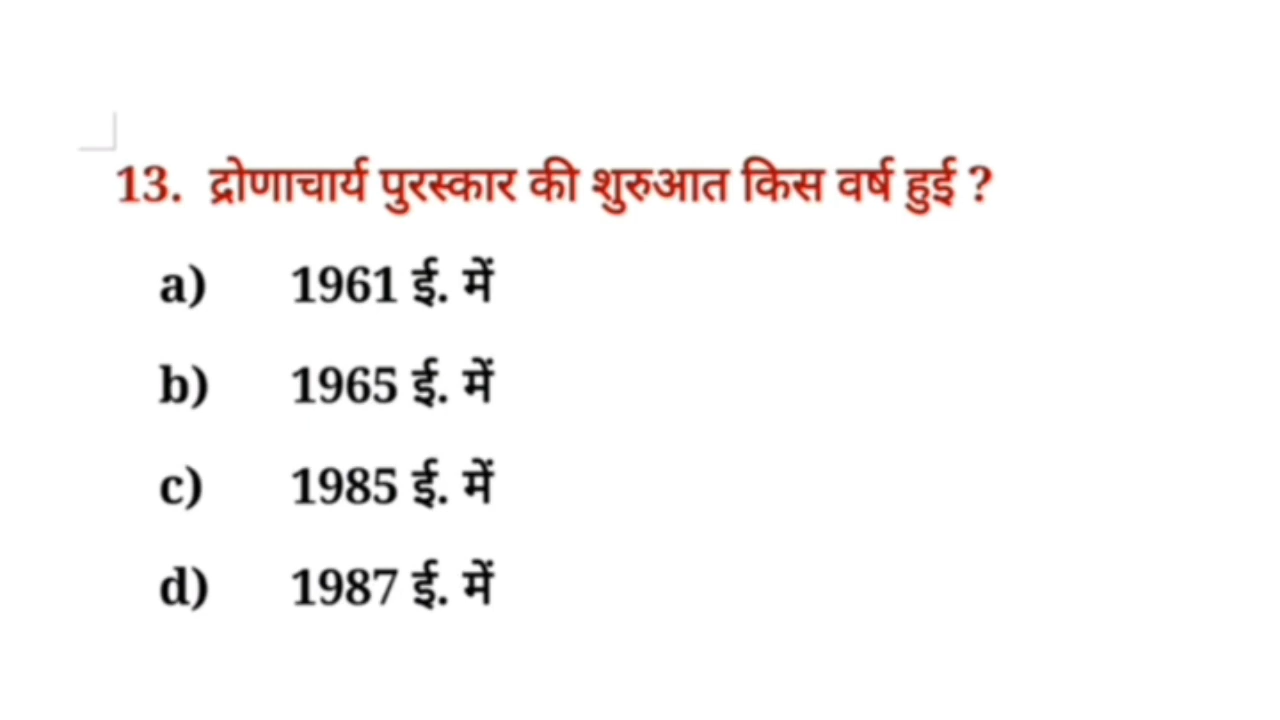 13. द्रोणाचार्य पुरस्कार की शुरुआत किस वर्ष हुई ?
a) 1961 ई. में
b) 1965 ई. में
c) 1985 ई. में
d) 1987 ई. में